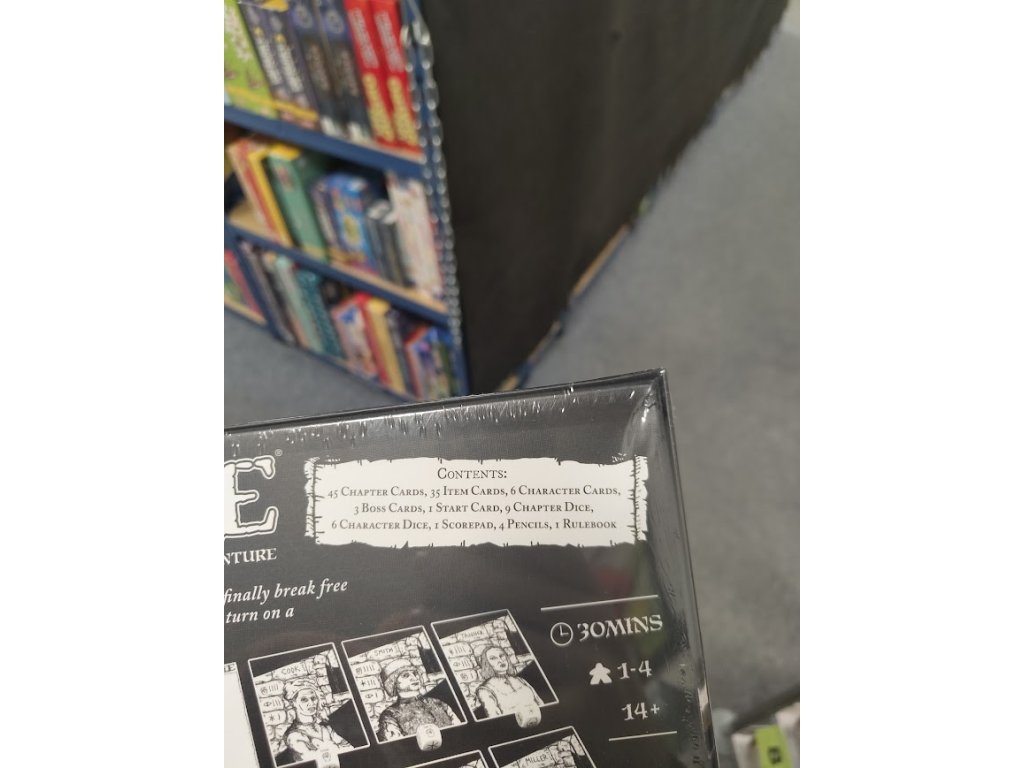 E®
CONTENTS:
45 CHAPTER CARDS, 35 ITEM CARDS, 6 CHARACTER CARDS,
3 BOSS CARDS, 1 START CARD, 9 CHAPTER DICE,
6 CHARACTER DICE, 1 SCOREPAD, 4 PENCILS, 1 RULEBOOK
NTURE
finally break free
turn on a
30MINS
1-4
14+
COOK
SMITH
TANNER
MILLER